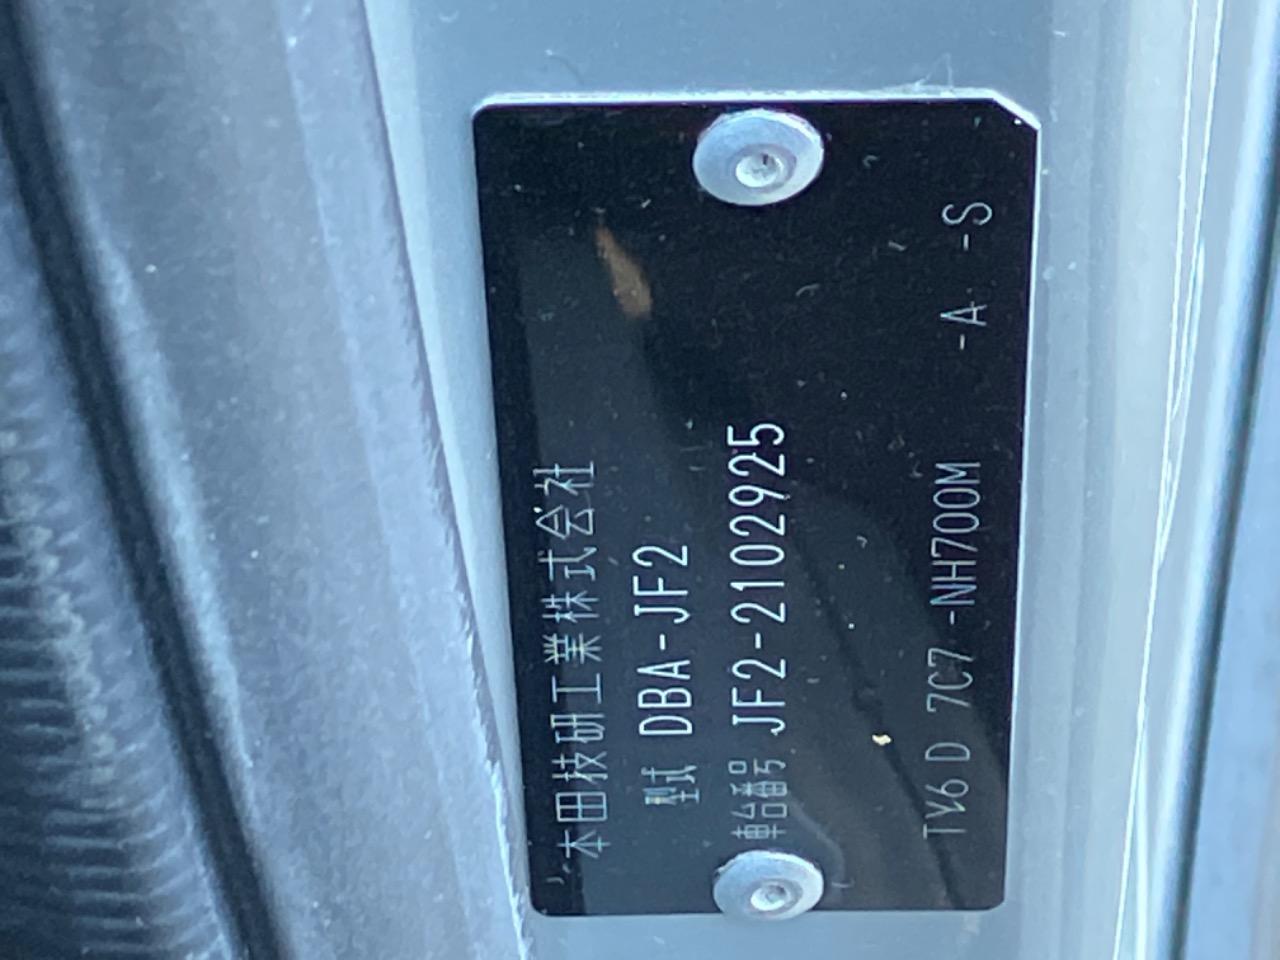 本田技研工業株式会社
型式 DBA-JF2
車台番号 JF2-2102925
TY6 D 7C7 -NH700M -A -S